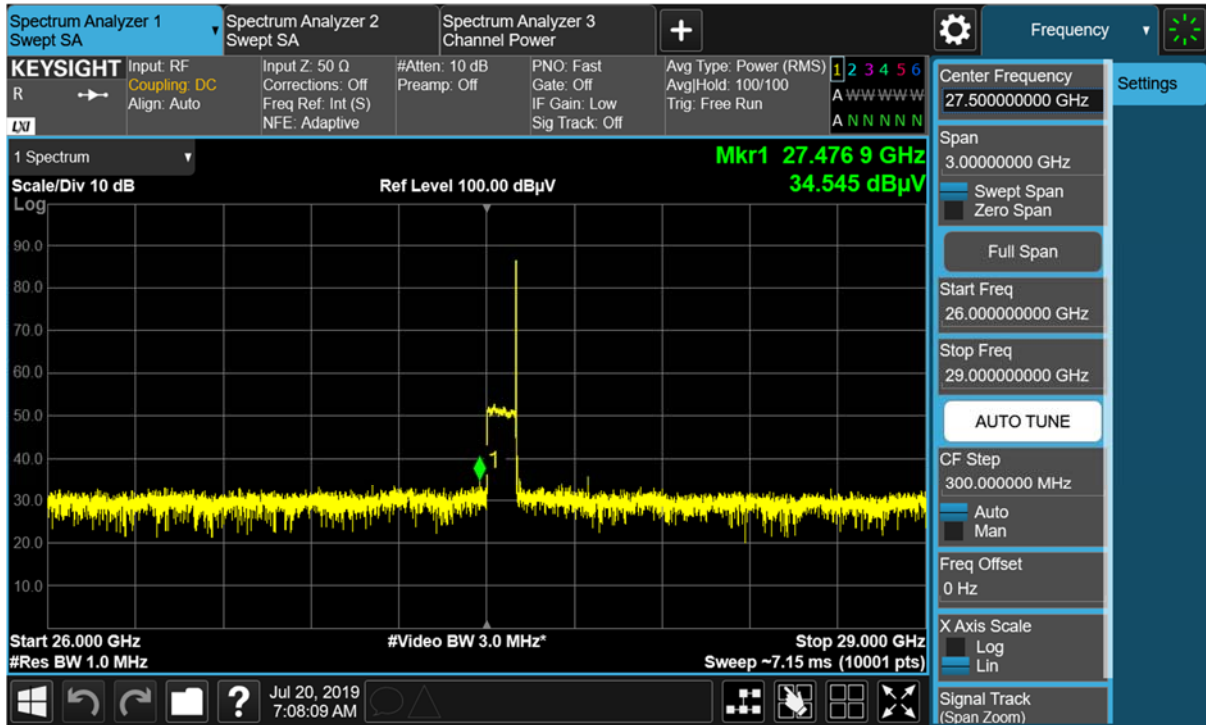 Spectrum Analyzer 1
Swept SA
Spectrum Analyzer 2
Swept SA
Spectrum Analyzer 3
Channel Power
+
Frequency
KEYSIGHT
R
LXI
Input: RF
Coupling: DC
Align: Auto
Input Z: 50 Ω
Corrections: Off
Freq Ref: Int (S)
NFE: Adaptive
#Atten: 10 dB
Preamp: Off
PNO: Fast
Gate: Off
IF Gain: Low
Sig Track: Off
Avg Type: Power (RMS)
Avg|Hold: 100/100
Trig: Free Run
1 2 3 4 5 6
A W W W W W
A N N N N N
1 Spectrum
Scale/Div 10 dB
Log
Ref Level 100.00 dBµV
Mkr1 27.476 9 GHz
34.545 dBµV
90.0
80.0
70.0
60.0
50.0
40.0
30.0
20.0
10.0
1
Start 26.000 GHz
#Res BW 1.0 MHz
#Video BW 3.0 MHz*
Stop 29.000 GHz
Sweep ~7.15 ms (10001 pts)
?
Jul 20, 2019
7:08:09 AM
Center Frequency
27.500000000 GHz
Span
3.00000000 GHz
Swept Span
Zero Span
Full Span
Start Freq
26.000000000 GHz
Stop Freq
29.000000000 GHz
AUTO TUNE
CF Step
300.000000 MHz
Auto
Man
Freq Offset
0 Hz
X Axis Scale
Log
Lin
Signal Track
(Span Zoom)
Settings